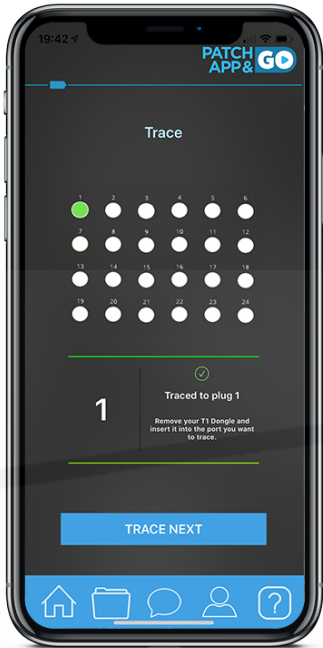 19:42
PATCH
APP& GO
Trace
1 2 3 4 5 6
7 8 9 10 11 12
13 14 15 16 17 18
19 20 21 22 23 24
1
Traced to plug 1
Remove your T1 Dongle and
insert it into the port you want
to trace.
TRACE NEXT
?